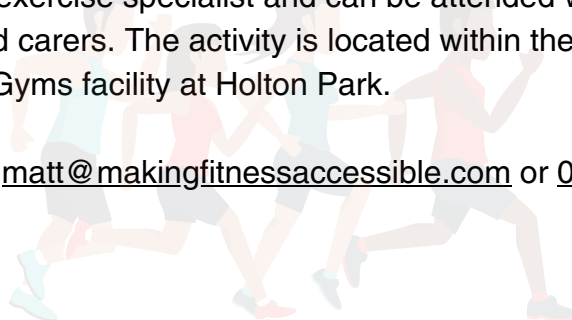 exercise specialist and can be attended
d carers. The activity is located within the
Gyms facility at Holton Park.
matt@makingfitnessaccessible.com or 0